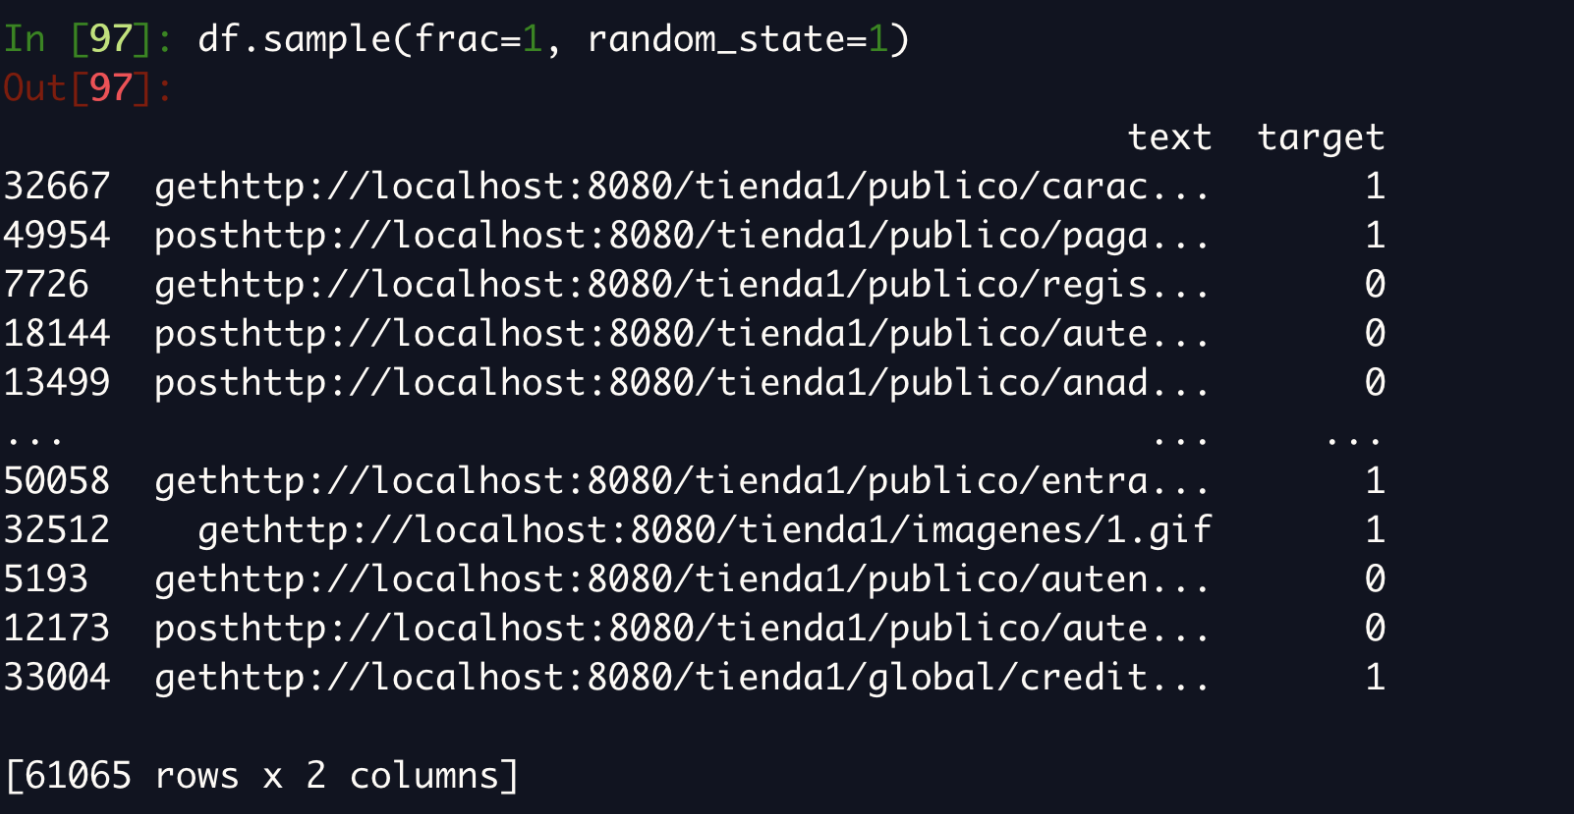 In [97]: df.sample(frac=1, random_state=1)
Out[97]:
text target
32667 gethttp://localhost:8080/tienda1/publico/carac... 1
49954 posthttp://localhost:8080/tienda1/publico/paga... 1
7726 gethttp://localhost:8080/tienda1/publico/regis... 0
18144 posthttp://localhost:8080/tienda1/publico/aute... 0
13499 posthttp://localhost:8080/tienda1/publico/anad... 0
... ... ...
50058 gethttp://localhost:8080/tienda1/publico/entra... 1
32512 gethttp://localhost:8080/tienda1/imagenes/1.gif 1
5193 gethttp://localhost:8080/tienda1/publico/auten... 0
12173 posthttp://localhost:8080/tienda1/publico/aute... 0
33004 gethttp://localhost:8080/tienda1/global/credit... 1
[61065 rows x 2 columns]